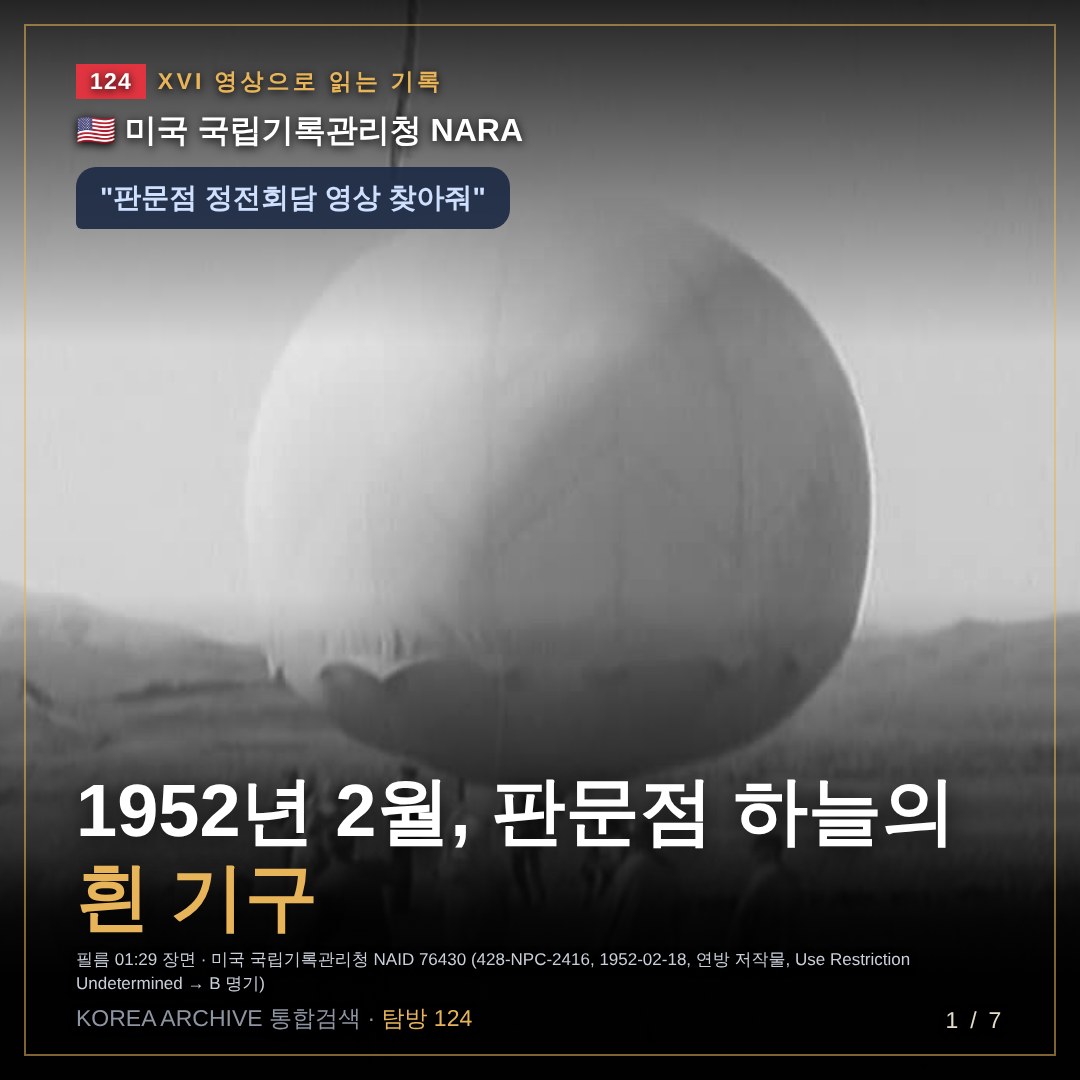 124 XVI 영상으로 읽는 기록
🇺🇸 미국 국립기록관리청 NARA
"판문점 정전회담 영상 찾아줘"
1952년 2월, 판문점 하늘의
흰 기구
필름 01:29 장면 · 미국 국립기록관리청 NAID 76430 (428-NPC-2416, 1952-02-18, 연방 저작물, Use Restriction
Undetermined → B 명기)
KOREA ARCHIVE 통합검색 · 탐방 124
1 / 7